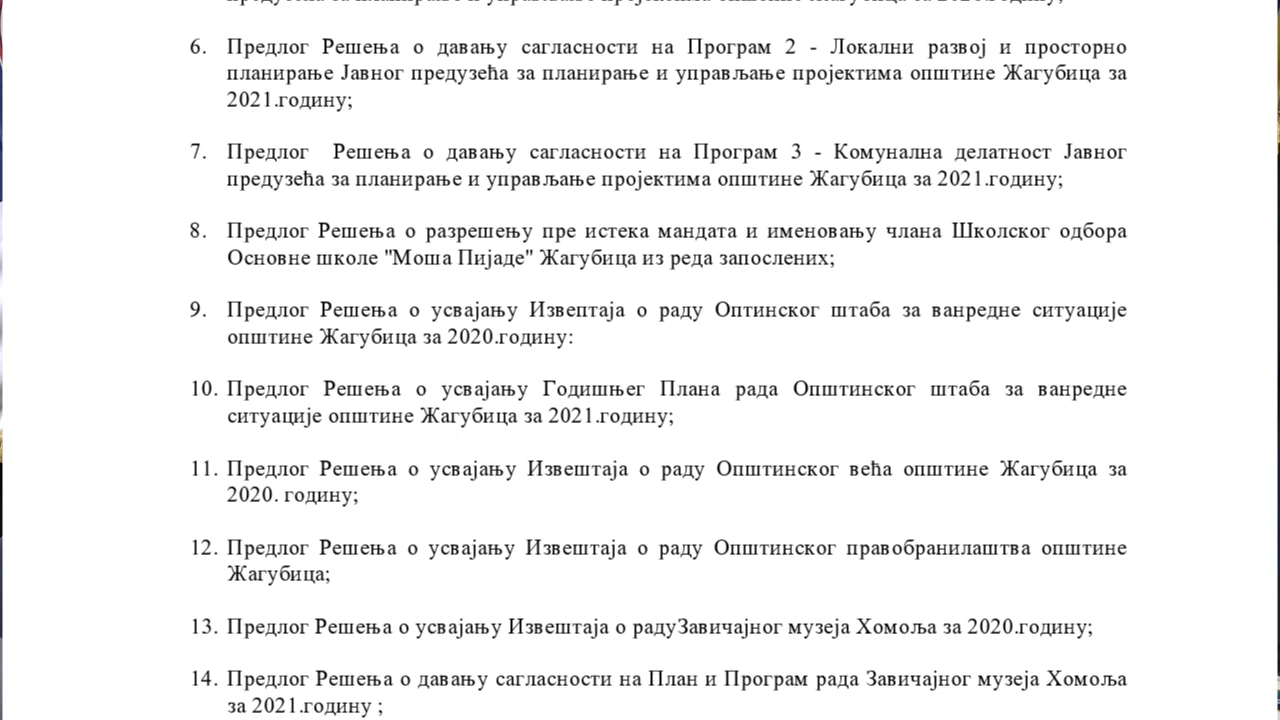 6. Предлог Решења о давању сагласности на Програм 2 - Локални развој и просторно
планирање Јавног предузећа за планирање и управљање пројектима општине Жагубица за
2021.годину;
7. Предлог Решења о давању сагласности на Програм 3 - Комунална делатност Јавног
предузећа за планирање и управљање пројектима општине Жагубица за 2021.годину;
8. Предлог Решења о разрешењу пре истека мандата и именовању члана Школског одбора
Основне школе "Моша Пијаде" Жагубица из реда запослених;
9. Предлог Решења о усвајању Извептаја о раду Оптинског штаба за ванредне ситуације
општине Жагубица за 2020.годину:
10. Предлог Решења о усвајању Годишњег Плана рада Општинског штаба за ванредне
ситуације општине Жагубица за 2021.годину;
11. Предлог Решења о усвајању Извештаја о раду Општинског већа општине Жагубица за
2020. годину;
12. Предлог Решења о усвајању Извештаја о раду Општинског правобранилаштва општине
Жагубица;
13. Предлог Решења о усвајању Извештаја о радуЗавичајног музеја Хомоља за 2020.годину;
14. Предлог Решења о давању сагласности на План и Програм рада Завичајног музеја Хомоља
за 2021.годину ;